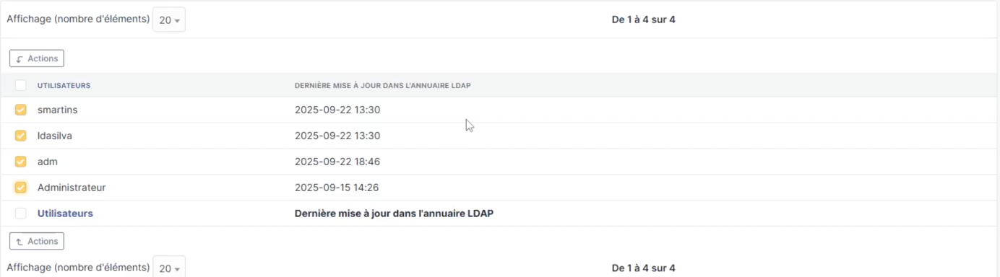 Affichage (nombre d'éléments) 20 De 1 à 4 sur 4
Actions
UTILISATEURS DERNIÈRE MISE À JOUR DANS L'ANNUAIRE LDAP
smartins 2025-09-22 13:30
ldasilva 2025-09-22 13:30
adm 2025-09-22 18:46
Administrateur 2025-09-15 14:26
Utilisateurs Dernière mise à jour dans l'annuaire LDAP
Actions
Affichage (nombre d'éléments) 20 De 1 à 4 sur 4